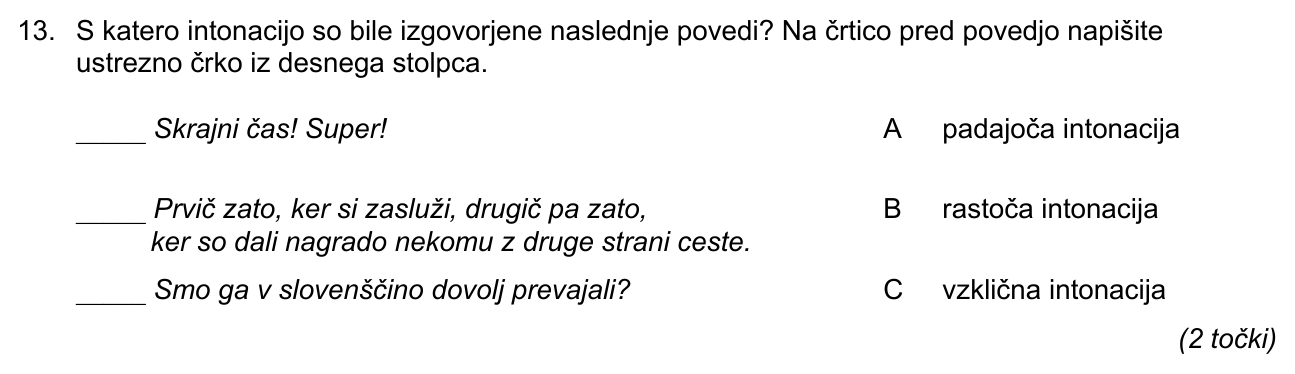 13. S katero intonacijo so bile izgovorjene naslednje povedi? Na črtico pred povedjo napišite
ustrezno črko iz desnega stolpca.
_____ Skrajni čas! Super! A padajoča intonacija
_____ Prvič zato, ker si zasluži, drugič pa zato, B rastoča intonacija
ker so dali nagrado nekomu z druge strani ceste.
_____ Smo ga v slovenščino dovolj prevajali? C vzklična intonacija
(2 točki)